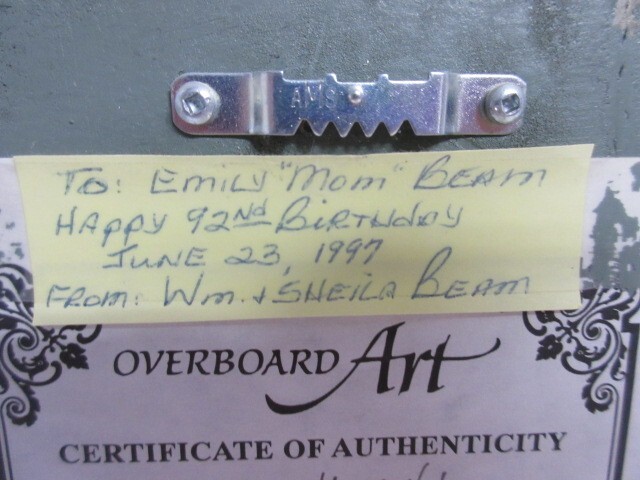 AMS
To: EMILY "MOM" BEAM
HAPPY 92nd BIRTHDAY
JUNE 23, 1997
FROM: Wm. & SHEILA BEAM
OVERBOARD Art
CERTIFICATE OF AUTHENTICITY